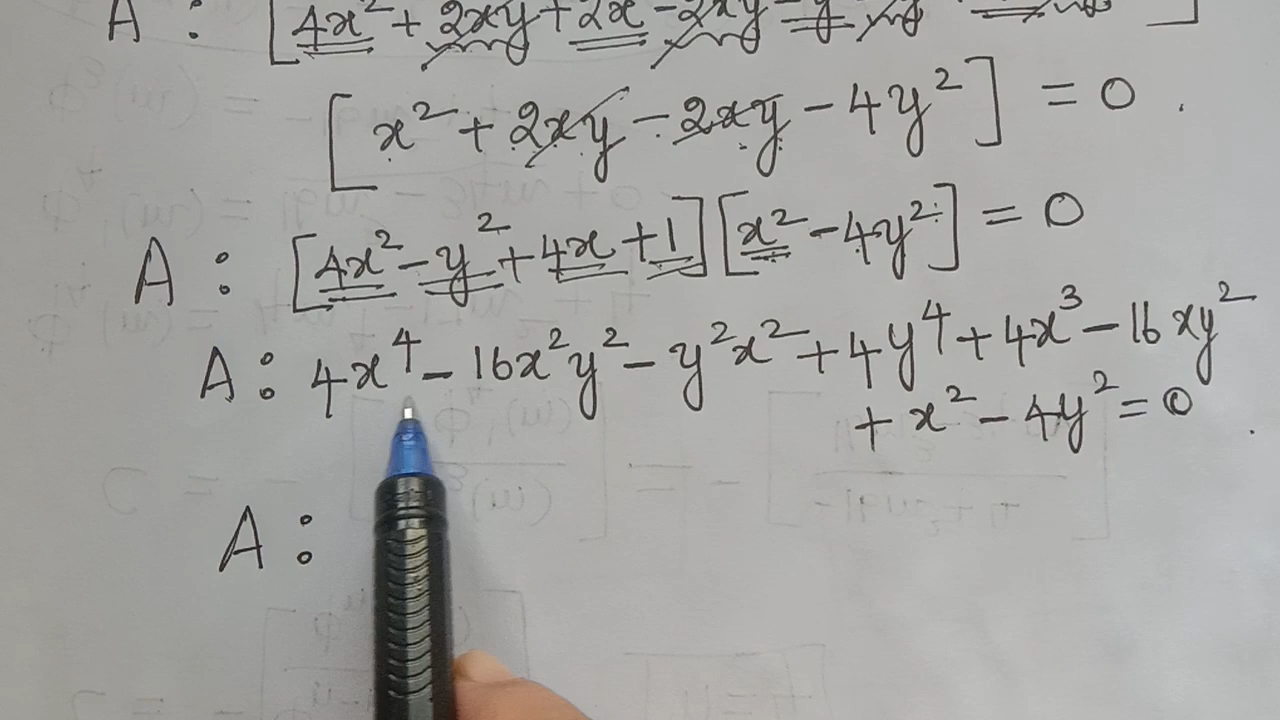 A : [4x² + 2xy + 2x - 2xy - y
[x² + 2xy - 2xy - 4y²] = 0 .
A : [4x² - y² + 4x + 1] [x² - 4y²] = 0
A : 4x⁴ - 16x²y² - y²x² + 4y⁴ + 4x³ - 16xy²
+ x² - 4y² = 0 .
A :